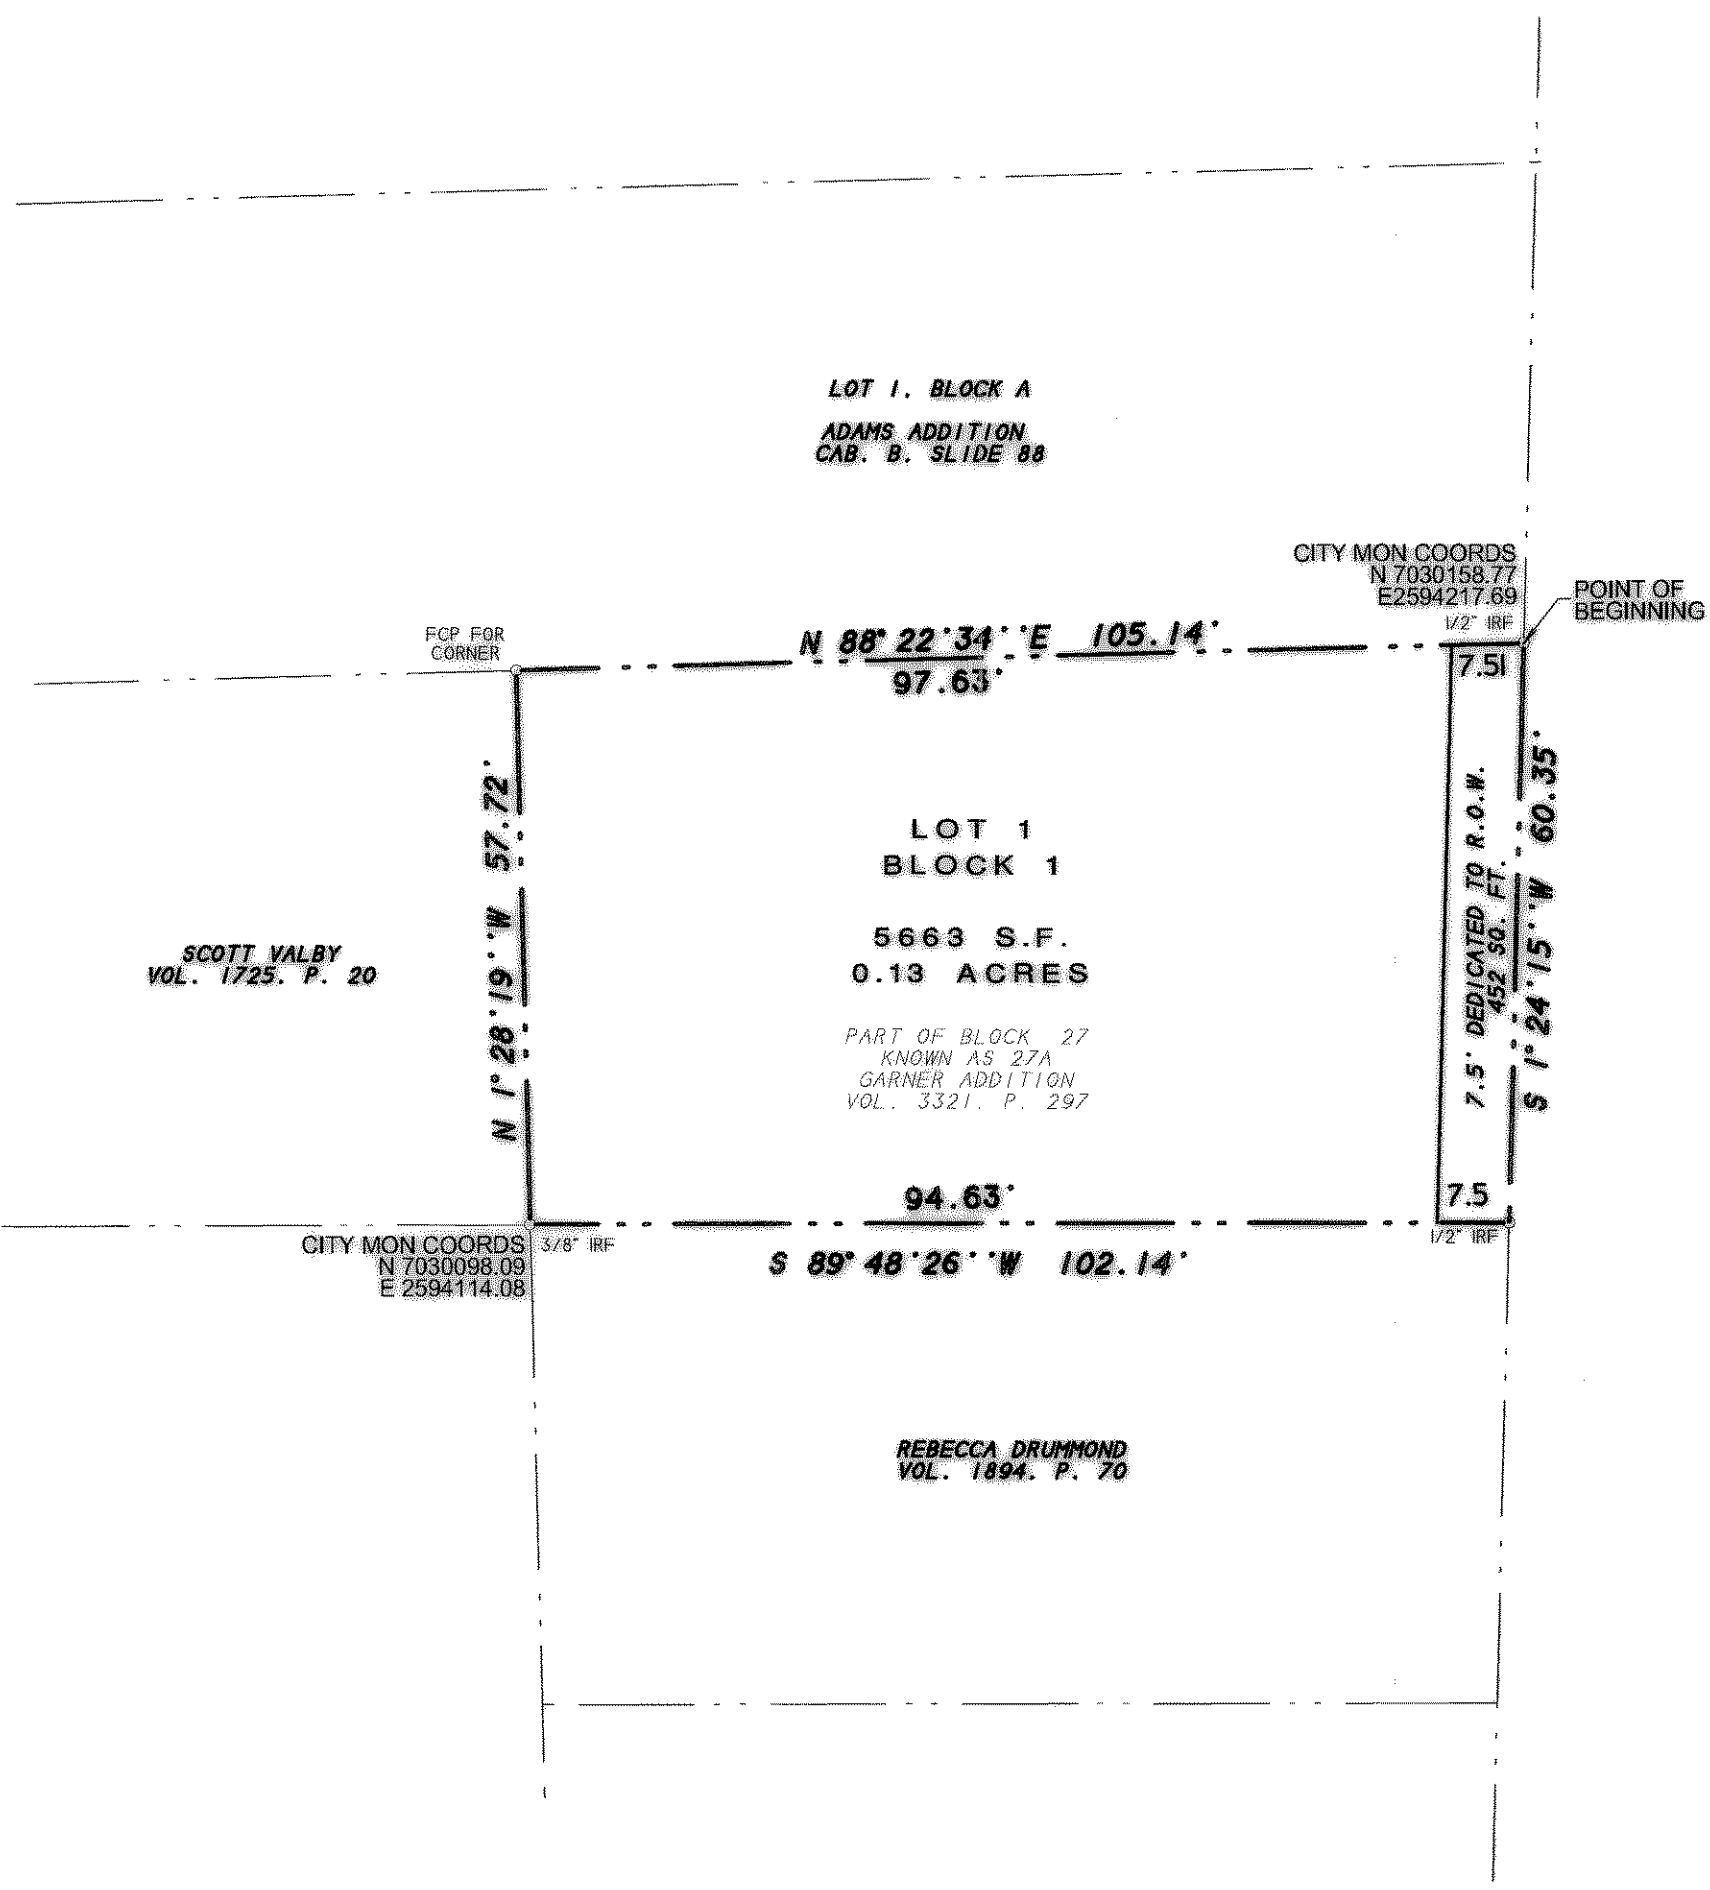 LOT 1, BLOCK A
ADAMS ADDITION
CAB. B. SLIDE 88
CITY MON COORDS
N 7030158.77
E2594217.69
1/2" IRF
POINT OF
BEGINNING
FCP FOR
CORNER
N 88° 22' 34''E 105.14'
97.63'
7.51
N 1° 28' 19''W 57.72'
LOT 1
BLOCK 1
5663 S.F.
0.13 ACRES
PART OF BLOCK 27
KNOWN AS 27A
GARNER ADDITION
VOL. 3321, P. 297
7.5' DEDICATED TO R.O.W.
452 SQ. FT.
S 1° 24' 15''W 60.35'
SCOTT VALBY
VOL. 1725, P. 20
94.63'
7.5
CITY MON COORDS
N 7030098.09
E 2594114.08
3/8" IRF
S 89° 48' 26''W 102.14'
1/2" IRF
REBECCA DRUMMOND
VOL. 1894, P. 70